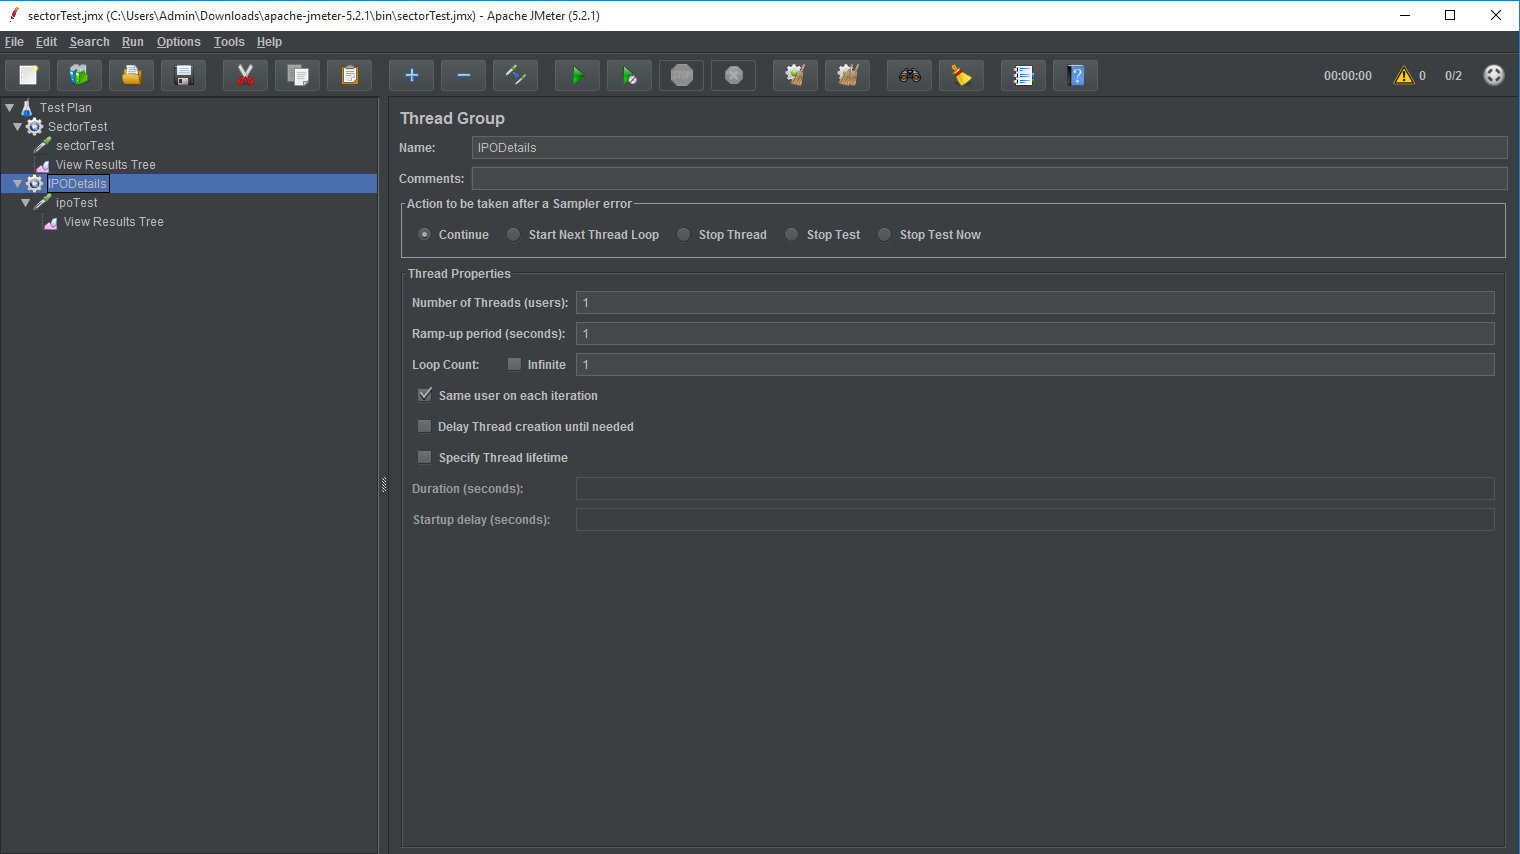 sectorTest.jmx (C:\Users\Admin\Downloads\apache-jmeter-5.2.1\bin\sectorTest.jmx) - Apache JMeter (5.2.1)
File Edit Search Run Options Tools Help
STOP 00:00:00 0 0/2
Test Plan
SectorTest
sectorTest
View Results Tree
IPODetails
ipoTest
View Results Tree
Thread Group
Name: IPODetails
Comments:
Action to be taken after a Sampler error
Continue Start Next Thread Loop Stop Thread Stop Test Stop Test Now
Thread Properties
Number of Threads (users): 1
Ramp-up period (seconds): 1
Loop Count: Infinite 1
Same user on each iteration
Delay Thread creation until needed
Specify Thread lifetime
Duration (seconds):
Startup delay (seconds):